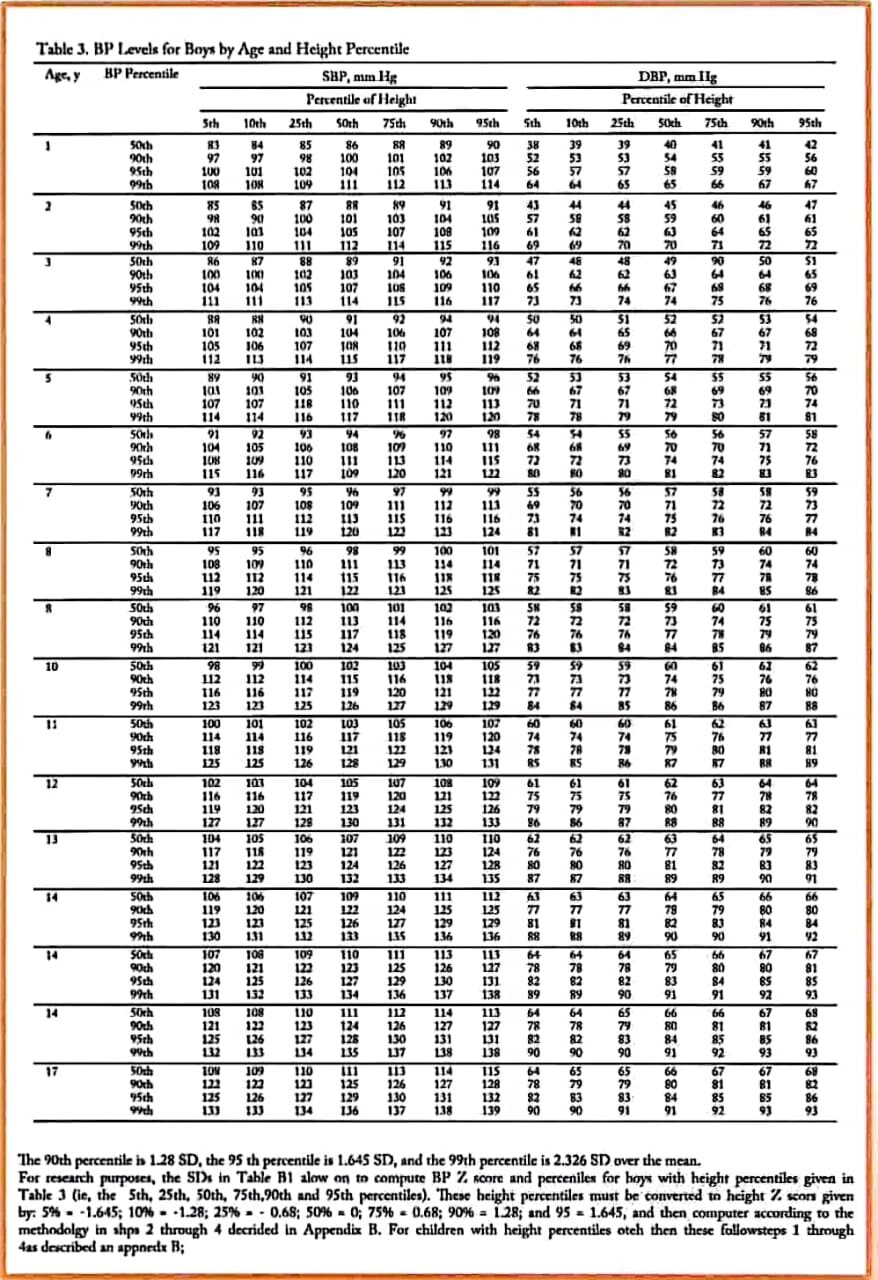 Table 3. BP Levels for Boys by Age and Height Percentile
Age, y BP Percentile SBP, mm Hg DBP, mm Hg
Percentile of Height Percentile of Height
5th 10th 25th 50th 75th 90th 95th 5th 10th 25th 50th 75th 90th 95th
1 50th 83 84 85 86 88 89 90 38 39 39 40 41 41 42
90th 97 97 98 100 101 102 103 52 53 53 54 55 55 56
95th 100 101 102 104 105 106 107 56 57 57 58 59 59 60
99th 108 108 109 111 112 113 114 64 64 65 65 66 67 67
2 50th 85 85 87 88 89 91 91 43 44 44 45 46 46 47
90th 98 90 100 101 103 104 105 57 58 58 59 60 61 61
95th 102 103 104 105 107 108 109 61 62 62 63 64 65 65
99th 109 110 111 112 114 115 116 69 69 70 70 71 72 72
3 50th 86 87 88 89 91 92 93 47 48 48 49 90 50 51
90th 100 100 102 103 104 106 106 61 62 62 63 64 64 65
95th 104 104 105 107 108 109 110 65 66 66 67 68 68 69
99th 111 111 113 114 115 116 117 73 73 74 74 75 76 76
4 50th 88 88 90 91 92 94 94 50 50 51 52 52 53 54
90th 101 102 103 104 106 107 108 64 64 65 66 67 67 68
95th 105 106 107 108 110 111 112 68 68 69 70 71 71 72
99th 112 113 114 115 117 118 119 76 76 76 77 78 79 79
5 50th 89 90 91 93 94 95 96 52 53 53 54 55 55 56
90th 103 103 105 106 107 109 109 66 67 67 68 69 69 70
95th 107 107 118 110 111 112 113 70 71 71 72 73 73 74
99th 114 114 116 117 118 120 120 78 78 79 79 80 81 81
6 50th 91 92 93 94 96 97 98 54 54 55 56 56 57 58
90th 104 105 106 108 109 110 111 68 68 69 70 70 71 72
95th 108 109 110 111 113 114 115 72 72 73 74 74 75 76
99th 115 116 117 109 120 121 122 80 80 80 81 82 83 83
7 50th 93 93 95 96 97 99 99 55 56 56 57 58 58 59
90th 106 107 108 109 111 112 113 69 70 70 71 72 72 73
95th 110 111 112 113 115 116 116 73 74 74 75 76 76 77
99th 117 118 119 120 122 123 124 81 81 82 82 83 84 84
8 50th 95 95 96 98 99 100 101 57 57 57 58 59 60 60
90th 108 109 110 111 113 114 114 71 71 71 72 73 74 74
95th 112 112 114 115 116 118 118 75 75 75 76 77 78 78
99th 119 120 121 122 123 125 125 82 82 83 83 84 85 86
8 50th 96 97 98 100 101 102 103 58 58 58 59 60 61 61
90th 110 110 112 113 114 116 116 72 72 72 73 74 75 75
95th 114 114 115 117 118 119 120 76 76 76 77 78 79 79
99th 121 121 123 124 125 127 127 83 83 84 84 85 86 87
10 50th 98 99 100 102 103 104 105 59 59 59 60 61 62 62
90th 112 112 114 115 116 118 118 73 73 73 74 75 76 76
95th 116 116 117 119 120 121 122 77 77 77 78 79 80 80
99th 123 123 125 126 127 129 129 84 84 85 86 86 87 88
11 50th 100 101 102 103 105 106 107 60 60 60 61 62 63 63
90th 114 114 116 117 118 119 120 74 74 74 75 76 77 77
95th 118 118 119 121 122 123 124 78 78 78 79 80 81 81
99th 125 125 126 128 129 130 131 85 85 86 87 87 88 89
12 50th 102 103 104 105 107 108 109 61 61 61 62 63 64 64
90th 116 116 117 119 120 121 122 75 75 75 76 77 78 78
95th 119 120 121 123 124 125 126 79 79 79 80 81 82 82
99th 127 127 128 130 131 132 133 86 86 87 88 88 89 90
13 50th 104 105 106 107 109 110 110 62 62 62 63 64 65 65
90th 117 118 119 121 122 123 124 76 76 76 77 78 79 79
95th 121 122 123 124 126 127 128 80 80 80 81 82 83 83
99th 128 129 130 132 133 134 135 87 87 88 89 89 90 91
14 50th 106 106 107 109 110 111 112 63 63 63 64 65 66 66
90th 119 120 121 122 124 125 125 77 77 77 78 79 80 80
95th 123 123 125 126 127 129 129 81 81 81 82 83 84 84
99th 130 131 132 133 135 136 136 88 88 89 90 90 91 92
14 50th 107 108 109 110 111 113 113 64 64 64 65 66 67 67
90th 120 121 122 123 125 126 127 78 78 78 79 80 80 81
95th 124 125 126 127 129 130 131 82 82 82 83 84 85 85
99th 131 132 133 134 136 137 138 89 89 90 91 91 92 93
14 50th 108 108 110 111 112 114 113 64 64 65 66 66 67 68
90th 121 122 123 124 126 127 127 78 78 79 80 81 81 82
95th 125 126 127 128 130 131 131 82 82 83 84 85 85 86
99th 132 133 134 135 137 138 138 90 90 90 91 92 93 93
17 50th 108 109 110 111 113 114 115 64 65 65 66 67 67 68
90th 122 122 123 125 126 127 128 78 79 79 80 81 81 82
95th 125 126 127 129 130 131 132 82 83 83 84 85 85 86
99th 133 133 134 136 137 138 139 90 90 91 91 92 93 93
The 90th percentile is 1.28 SD, the 95 th percentile is 1.645 SD, and the 99th percentile is 2.326 SD over the mean.
For research purposes, the SDs in Table B1 alow on to compute BP Z score and perceniles for boys with height percentiles given in
Table 3 (ie, the 5th, 25th, 50th, 75th,90th and 95th percentiles). These height percentiles must be converted to height Z scors given
by: 5% = -1.645; 10% = -1.28; 25% = - 0.68; 50% = 0; 75% = 0.68; 90% = 1.28; and 95 = 1.645, and then computer according to the
methodolgy in shps 2 through 4 decrided in Appendix B. For children with height percentiles oteh then these followsteps 1 through
4as described an appnedx B;